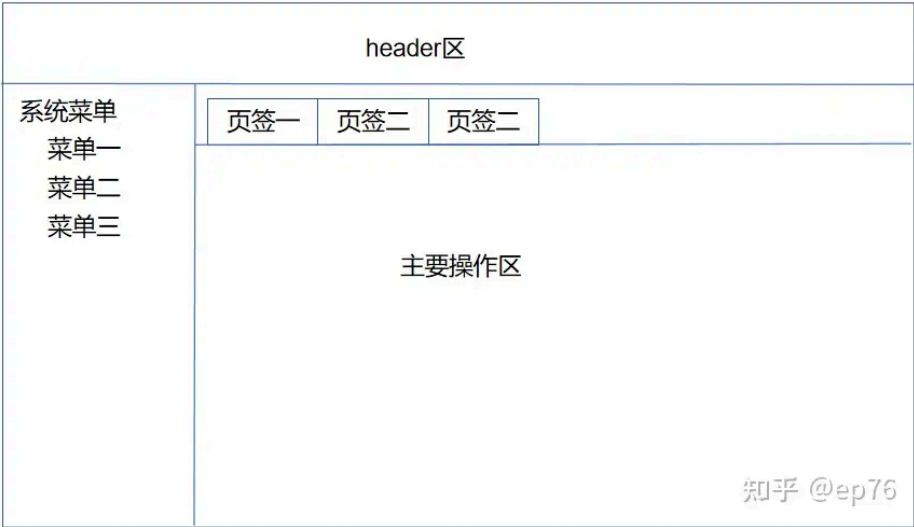 header区
系统菜单
菜单一
菜单二
菜单三
页签一 页签二 页签二
主要操作区
知乎 @ep76